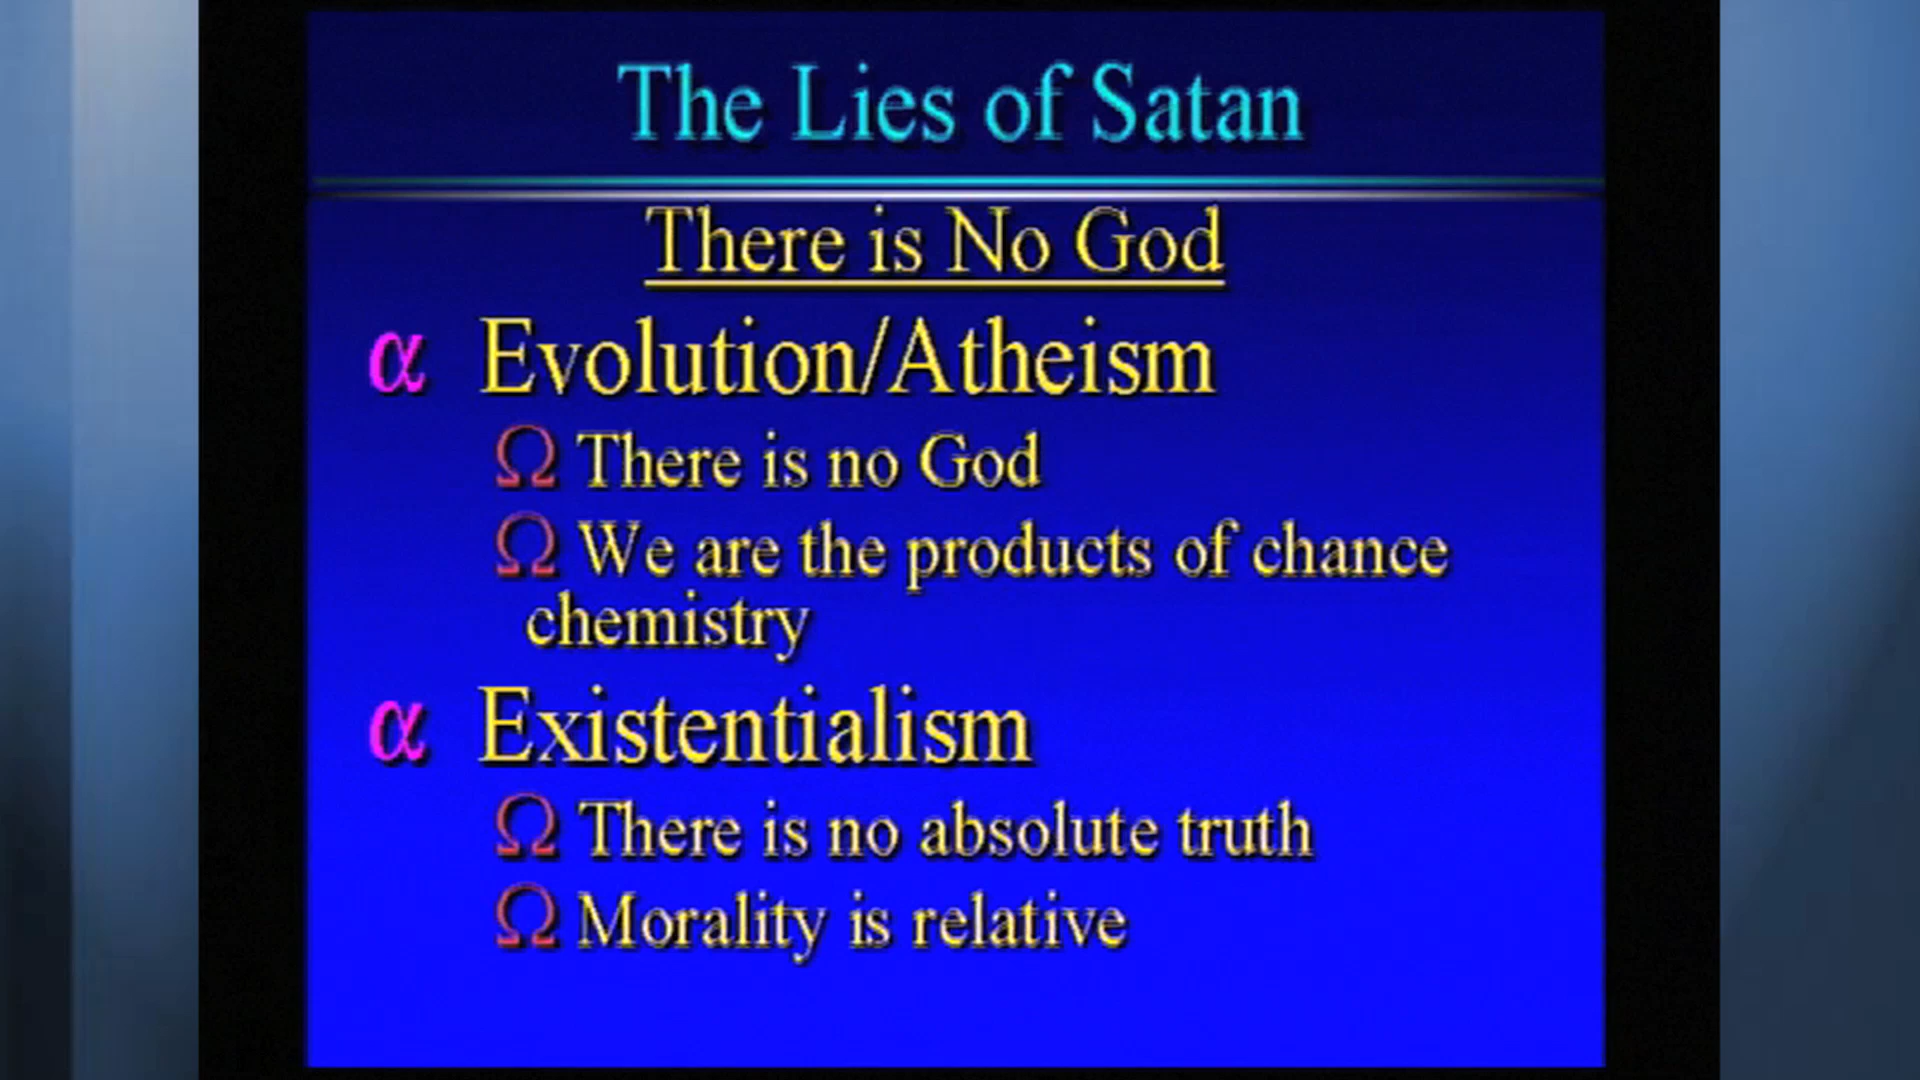 The Lies of Satan
There is No God
α Evolution/Atheism
Ω There is no God
Ω We are the products of chance
chemistry
α Existentialism
Ω There is no absolute truth
Ω Morality is relative